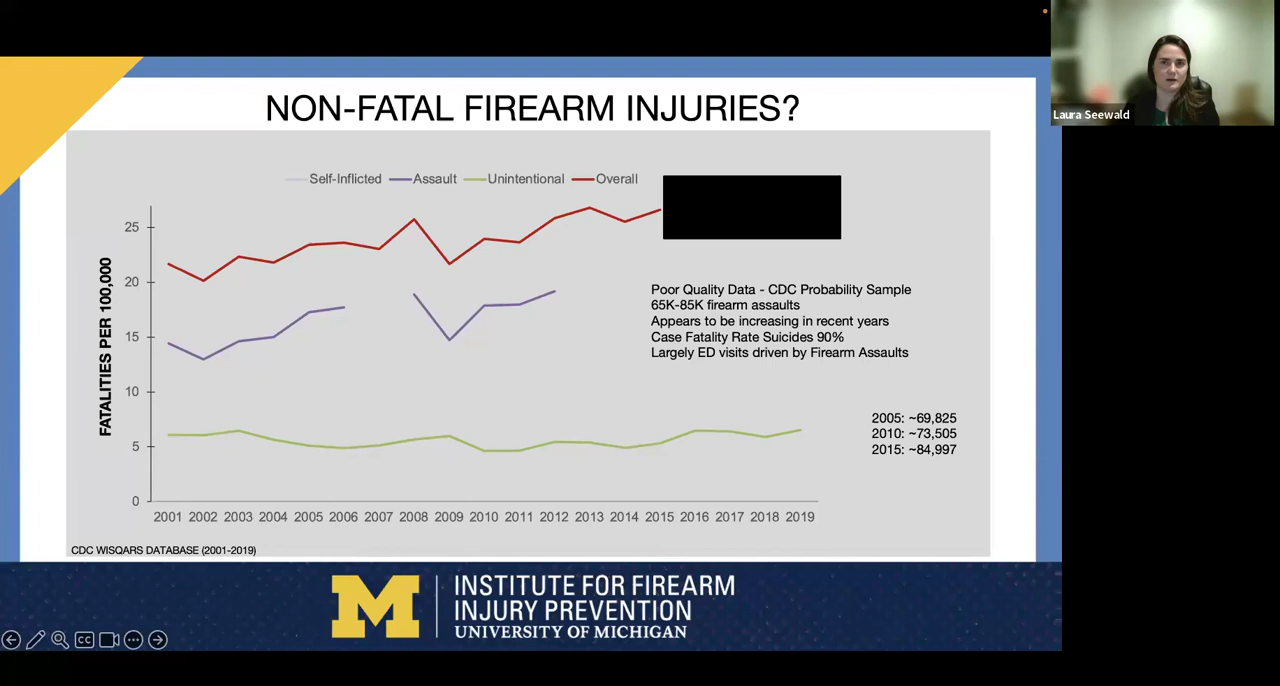 Laura Seewald
NON-FATAL FIREARM INJURIES?
Self-Inflicted Assault Unintentional Overall
FATALITIES PER 100,000
25
20
15
10
5
0
2001 2002 2003 2004 2005 2006 2007 2008 2009 2010 2011 2012 2013 2014 2015 2016 2017 2018 2019
Poor Quality Data - CDC Probability Sample
65K-85K firearm assaults
Appears to be increasing in recent years
Case Fatality Rate Suicides 90%
Largely ED visits driven by Firearm Assaults
2005: ~69,825
2010: ~73,505
2015: ~84,997
CDC WISQARS DATABASE (2001-2019)
M
INSTITUTE FOR FIREARM
INJURY PREVENTION
UNIVERSITY OF MICHIGAN
CC